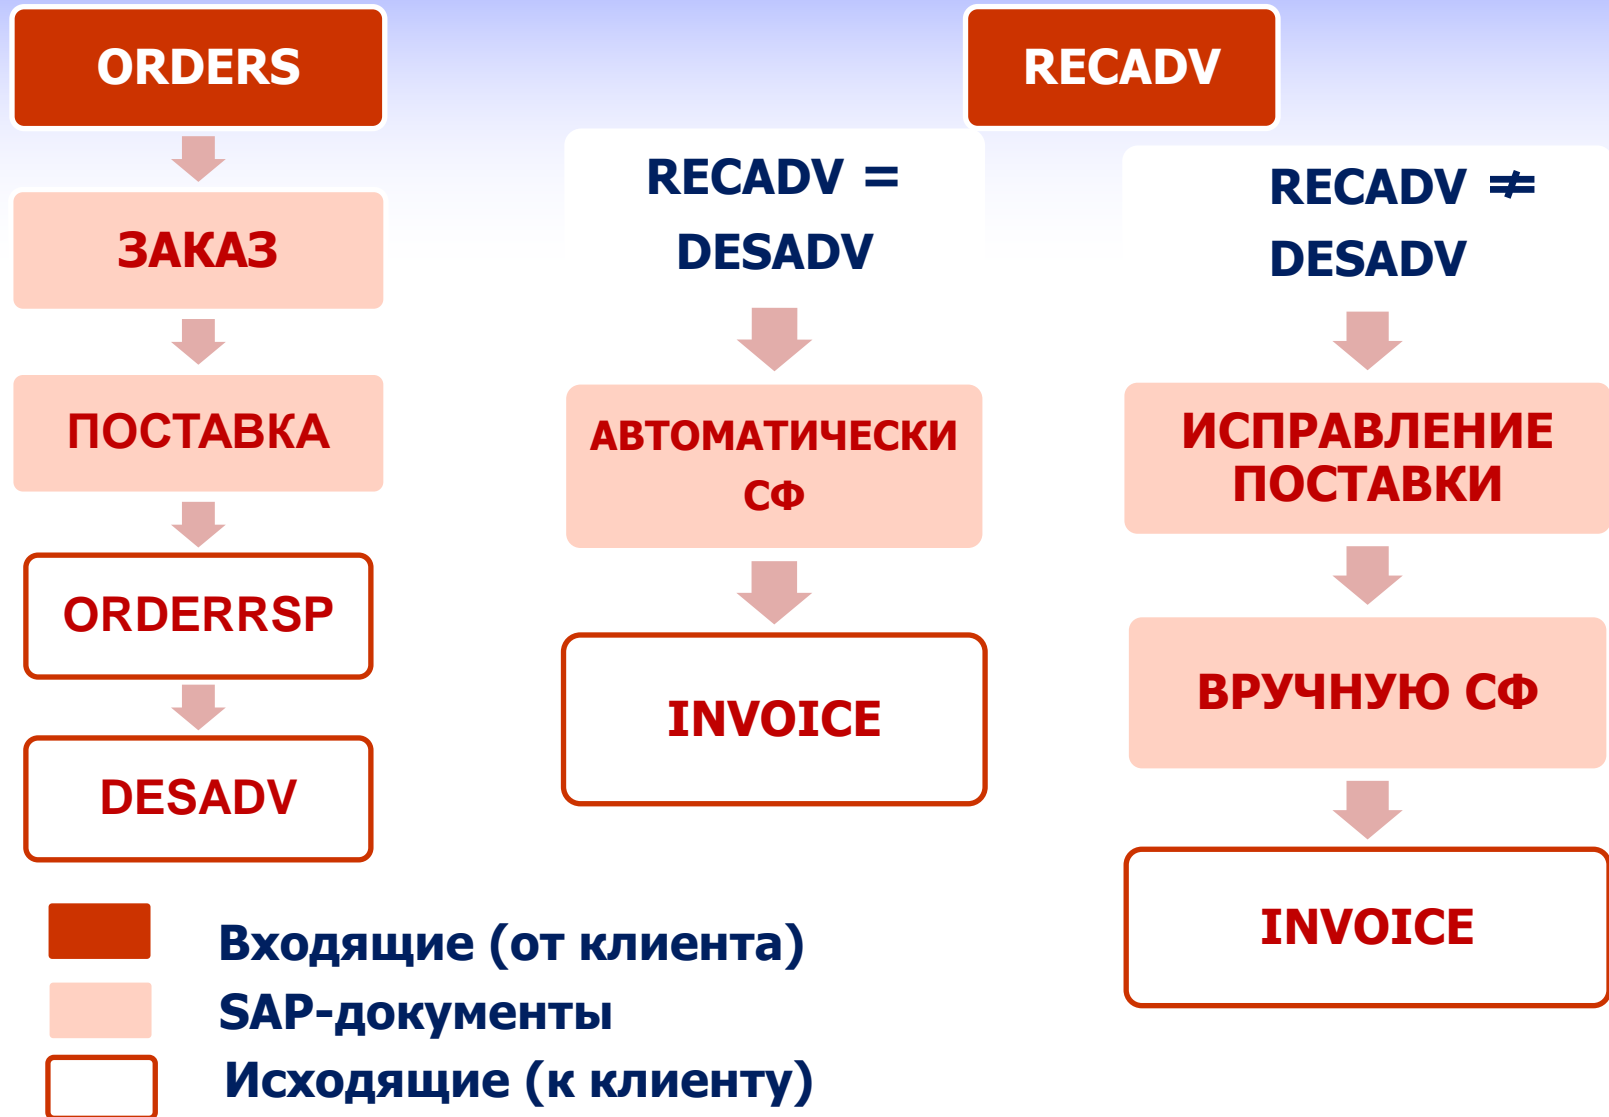 ORDERS
ЗАКАЗ
ПОСТАВКА
ORDERRSP
DESADV
RECADV
RECADV =
DESADV
АВТОМАТИЧЕСКИ
СФ
INVOICE
RECADV ≠
DESADV
ИСПРАВЛЕНИЕ
ПОСТАВКИ
ВРУЧНУЮ СФ
INVOICE
Входящие (от клиента)
SAP-документы
Исходящие (к клиенту)